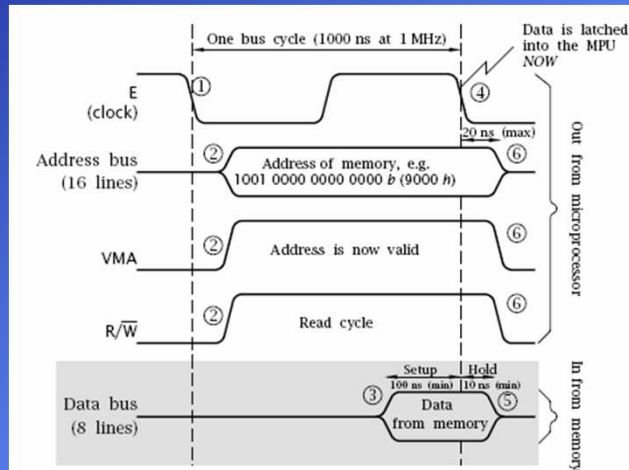 One bus cycle (1000 ns at 1 MHz)
Data is latched
into the MPU
NOW
E
(clock)
①
④
20 ns (max)
Address bus
(16 lines)
②
Address of memory, e.g.
1001 0000 0000 0000 b (9000 h)
⑥
VMA
②
Address is now valid
⑥
R/W̅
②
Read cycle
⑥
Out from microprocessor
Setup
Hold
100 ns (min)
10 ns (min)
Data bus
(8 lines)
③
Data
from memory
⑤
In from memory